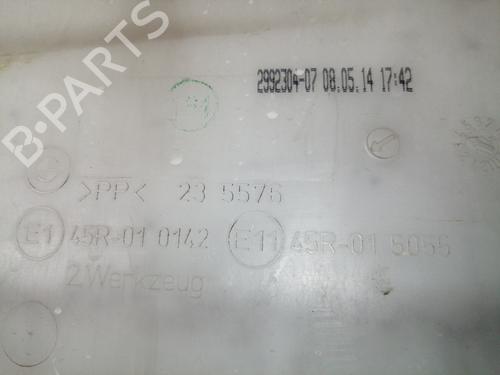 B-PARTS
2992304-07 08.05.14 17:42
>PP< 23 5576
E1 45R-01 0142 E11 45R-01 5055
2.Werkzeug